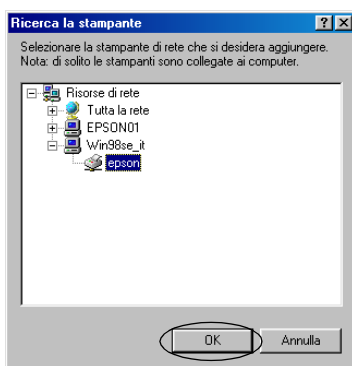 Ricerca la stampante
Selezionare la stampante di rete che si desidera aggiungere.
Nota: di solito le stampanti sono collegate ai computer.
Risorse di rete
Tutta la rete
EPSON01
Win98se_it
epson
OK
Annulla